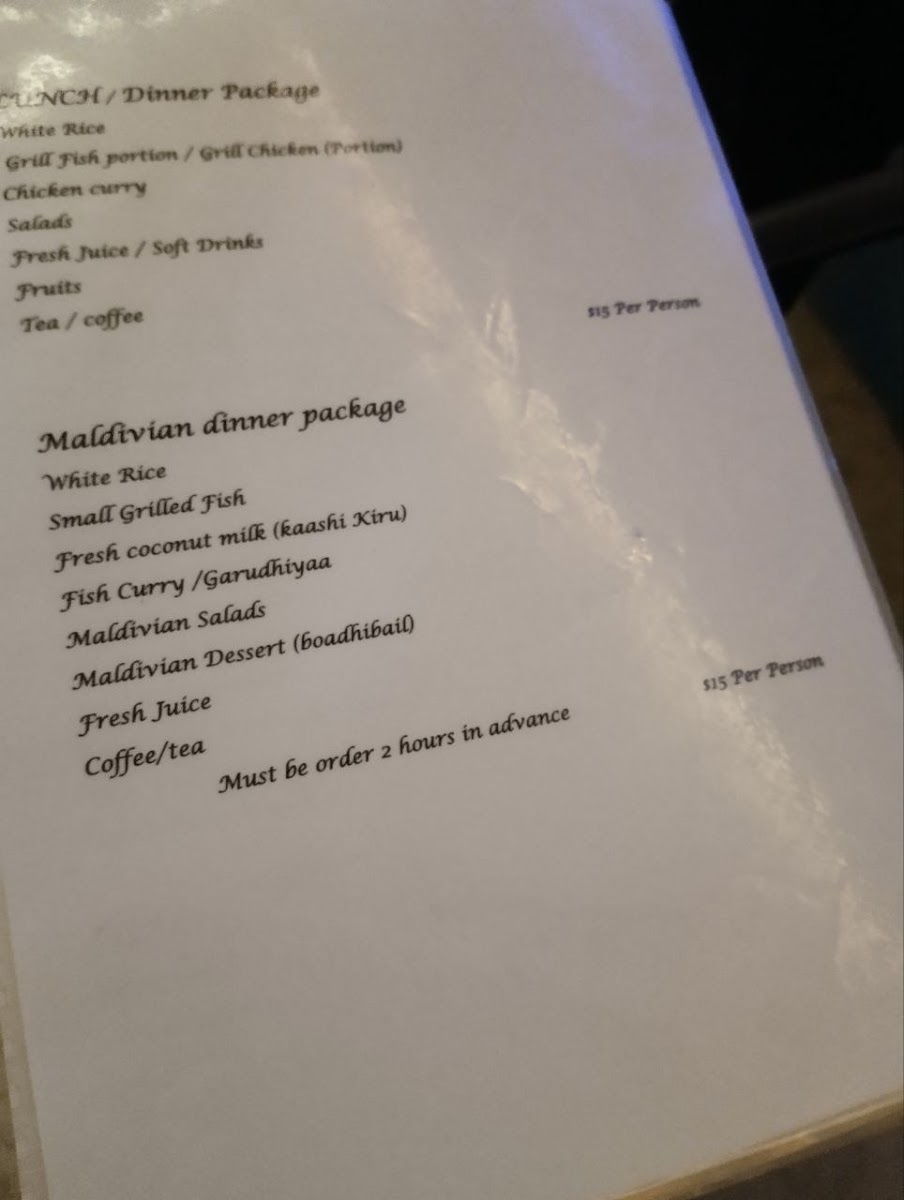 LUNCH / Dinner Package
White Rice
Grill Fish portion / Grill Chicken (Portion)
Chicken curry
Salads
Fresh Juice / Soft Drinks
Fruits
Tea / coffee
$15 Per Person
Maldivian dinner package
White Rice
Small Grilled Fish
Fresh coconut milk (kaashi Kiru)
Fish Curry /Garudhiyaa
Maldivian Salads
Maldivian Dessert (boadhibail)
Fresh Juice
$15 Per Person
Coffee/tea
Must be order 2 hours in advance